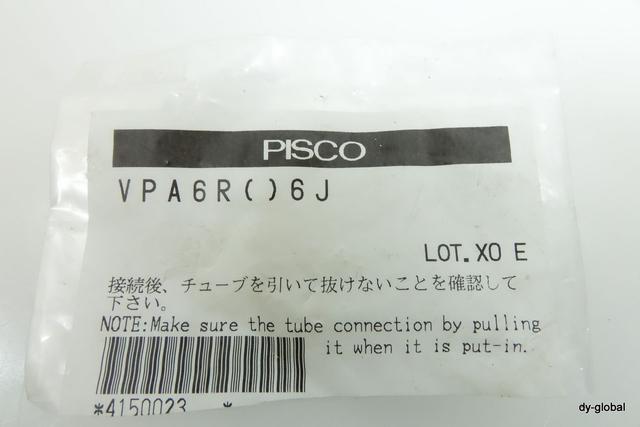 PISCO
VPA6R()6J
LOT.XO E
接続後、チューブを引いて抜けないことを確認して
下さい。
NOTE:Make sure the tube connection by pulling
it when it is put-in.
*4150023 *
dy-global